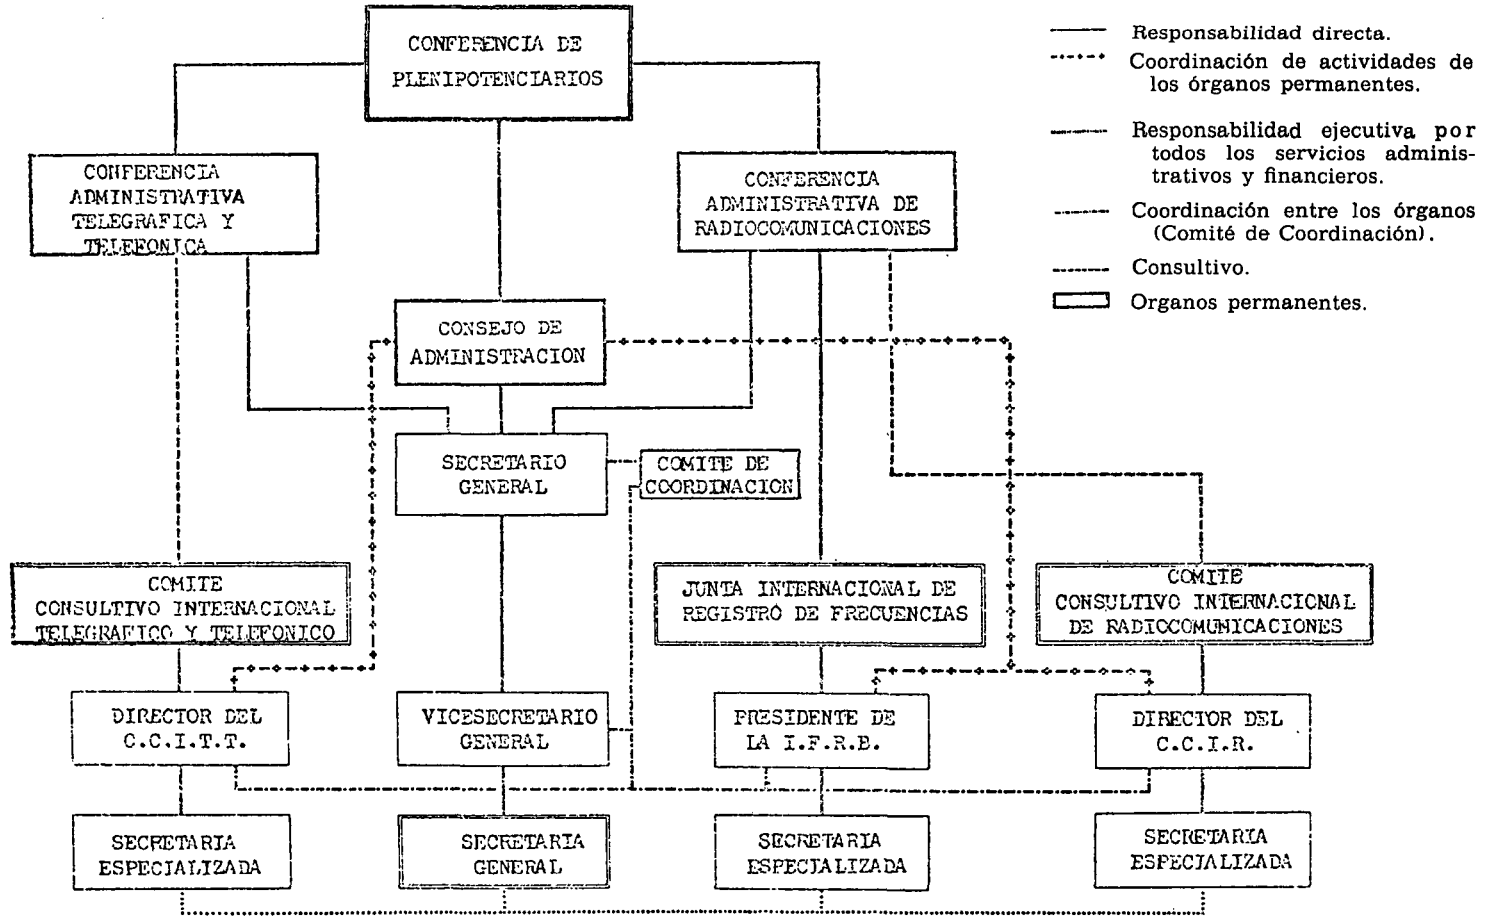 CONFERENCIA DE
PLENIPOTENCIARIOS
Responsabilidad directa.
Coordinación de actividades de
los órganos permanentes.
Responsabilidad ejecutiva por
todos los servicios adminis-
trativos y financieros.
Coordinación entre los órganos
(Comité de Coordinación).
Consultivo.
Organos permanentes.
CONFERENCIA
ADMINISTRATIVA
TELEGRAFICA Y
TELEFONICA
CONFERENCIA
ADMINISTRATIVA DE
RADIOCOMUNICACIONES
CONSEJO DE
ADMINISTRACION
SECRETARIO
GENERAL
COMITE DE
COORDINACION
COMITE
CONSULTIVO INTERNACIONAL
TELEGRAFICO Y TELEFONICO
JUNTA INTERNACIONAL DE
REGISTRO DE FRECUENCIAS
COMITE
CONSULTIVO INTERNACIONAL
DE RADIOCOMUNICACIONES
DIRECTOR DEL
C.C.I.T.T.
VICESECRETARIO
GENERAL
PRESIDENTE DE
LA I.F.R.B.
DIRECTOR DEL
C.C.I.R.
SECRETARIA
ESPECIALIZADA
SECRETARIA
GENERAL
SECRETARIA
ESPECIALIZADA
SECRETARIA
ESPECIALIZADA